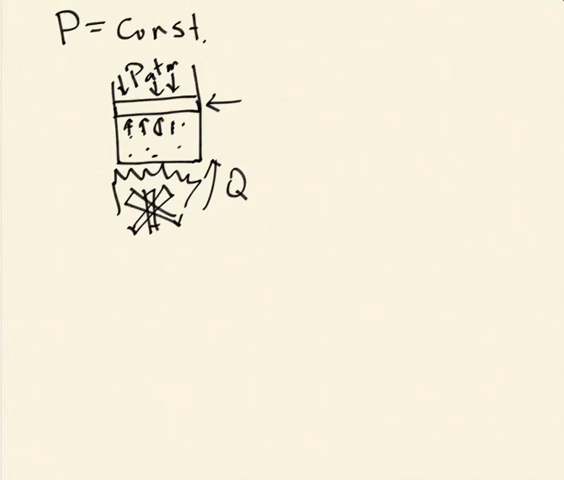 P = Const.
Patm
Q